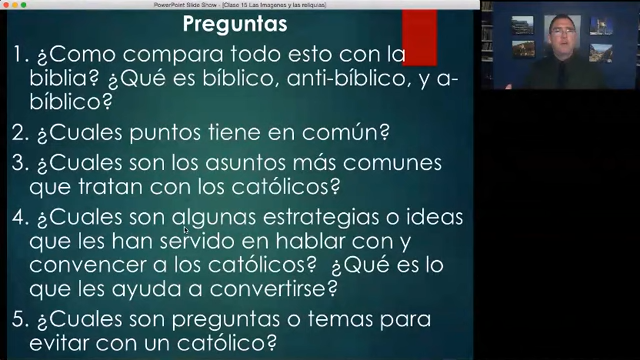 PowerPoint Slide Show - [Clase 15 Las Imagenes y las reliquias]
Preguntas
1. ¿Como compara todo esto con la
biblia? ¿Qué es bíblico, anti-bíblico, y a-
bíblico?
2. ¿Cuales puntos tiene en común?
3. ¿Cuales son los asuntos más comunes
que tratan con los católicos?
4. ¿Cuales son algunas estrategias o ideas
que les han servido en hablar con y
convencer a los católicos? ¿Qué es lo
que les ayuda a convertirse?
5. ¿Cuales son preguntas o temas para
evitar con un católico?